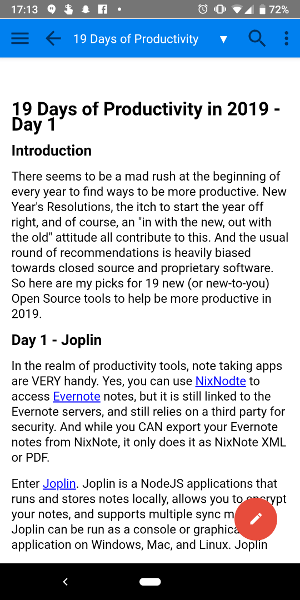 17:13
72%
19 Days of Productivity
19 Days of Productivity in 2019 -
Day 1
Introduction
There seems to be a mad rush at the beginning of
every year to find ways to be more productive. New
Year's Resolutions, the itch to start the year off
right, and of course, an "in with the new, out with
the old" attitude all contribute to this. And the usual
round of recommendations is heavily biased
towards closed source and proprietary software.
So here are my picks for 19 new (or new-to-you)
Open Source tools to help be more productive in
2019.
Day 1 - Joplin
In the realm of productivity tools, note taking apps
are VERY handy. Yes, you can use NixNodte to
access Evernote notes, but it is still linked to the
Evernote servers, and still relies on a third party for
security. And while you CAN export your Evernote
notes from NixNote, it only does it as NixNote XML
or PDF.
Enter Joplin. Joplin is a NodeJS applications that
runs and stores notes locally, allows you to encrypt
your notes, and supports multiple sync
Joplin can be run as a console or
application on Windows, Mac, and Linux. Joplin